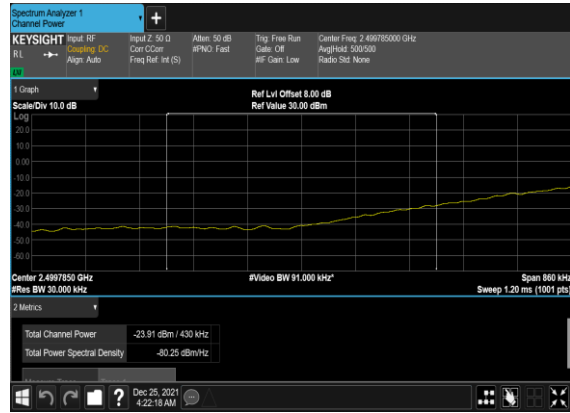 Spectrum Analyzer 1
Channel Power
KEYSIGHT Input: RF Input Z: 50 Ω Atten: 50 dB Trig: Free Run Center Freq: 2.499785000 GHz
RL Coupling: DC Corr CCorr #PNO: Fast Gate: Off Avg|Hold: 500/500
Align: Auto Freq Ref: Int (S) #IF Gain: Low Radio Std: None
1 Graph
Ref Lvl Offset 8.00 dB
Scale/Div 10.0 dB Ref Value 30.00 dBm
Log
20.0
10.0
0.00
-10.0
-20.0
-30.0
-40.0
-50.0
-60.0
Center 2.4997850 GHz #Video BW 91.000 kHz* Span 860 kHz
#Res BW 30.000 kHz Sweep 1.20 ms (1001 pts)
2 Metrics
Total Channel Power -23.91 dBm / 430 kHz
Total Power Spectral Density -80.25 dBm/Hz
Dec 25, 2021
4:22:18 AM